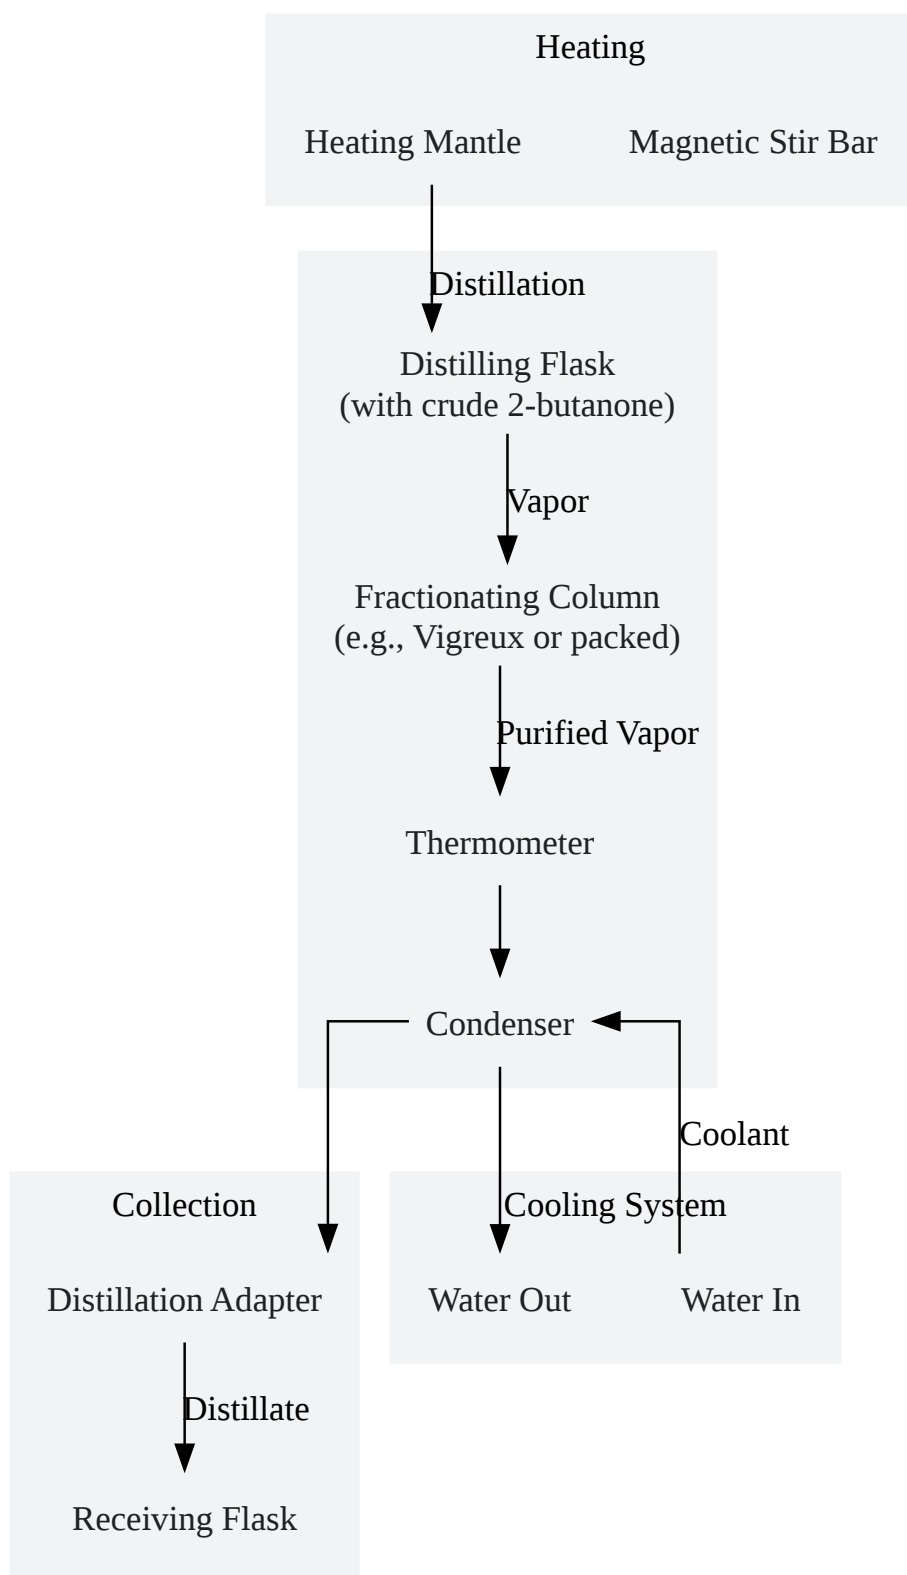 Heating
Heating Mantle
Magnetic Stir Bar
Distillation
Distilling Flask
(with crude 2-butanone)
Vapor
Fractionating Column
(e.g., Vigreux or packed)
Purified Vapor
Thermometer
Condenser
Coolant
Collection
Cooling System
Distillation Adapter
Water Out
Water In
Distillate
Receiving Flask